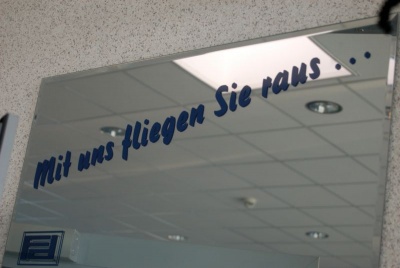 Mit uns fliegen Sie raus...